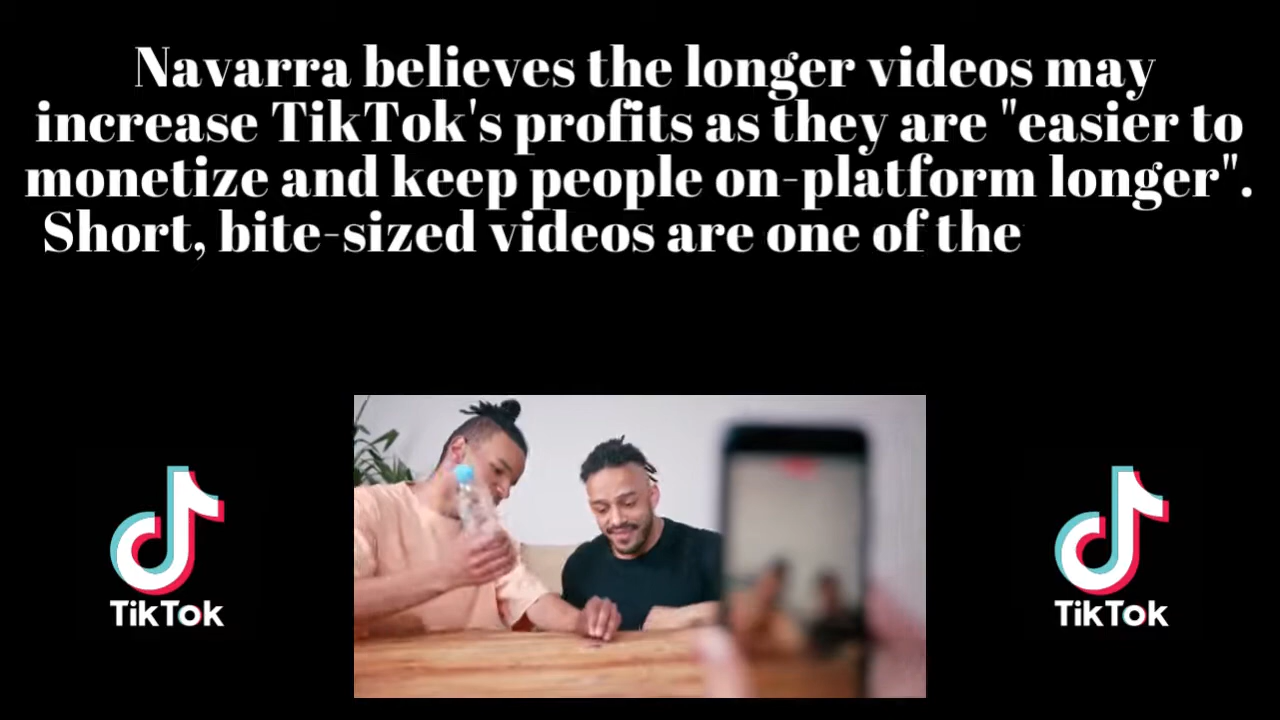 Navarra believes the longer videos may
increase TikTok's profits as they are "easier to
monetize and keep people on-platform longer".
Short, bite-sized videos are one of the
TikTok
TikTok